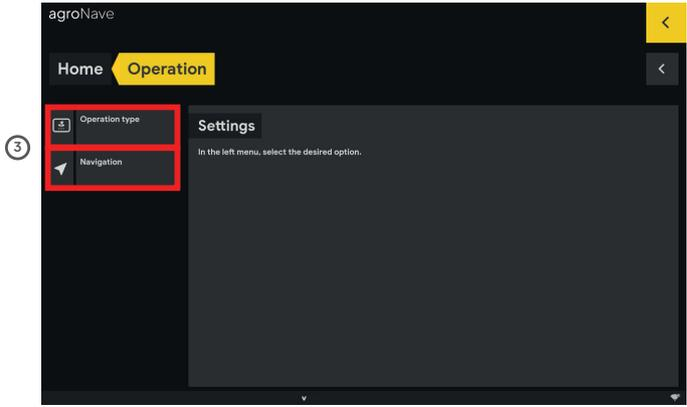 agroNave
Home Operation
3
Operation type
Navigation
Settings
In the left menu, select the desired option.